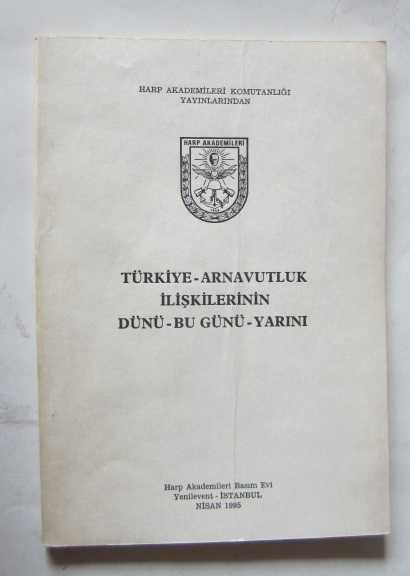 HARP AKADEMİLERİ KOMUTANLIĞI
YAYINLARINDAN
HARP AKADEMİLERİ
TÜRKİYE-ARNAVUTLUK
İLİŞKİLERİNİN
DÜNÜ-BU GÜNÜ-YARINI
Harp Akademileri Basım Evi
Yenilevent - İSTANBUL
NİSAN 1995